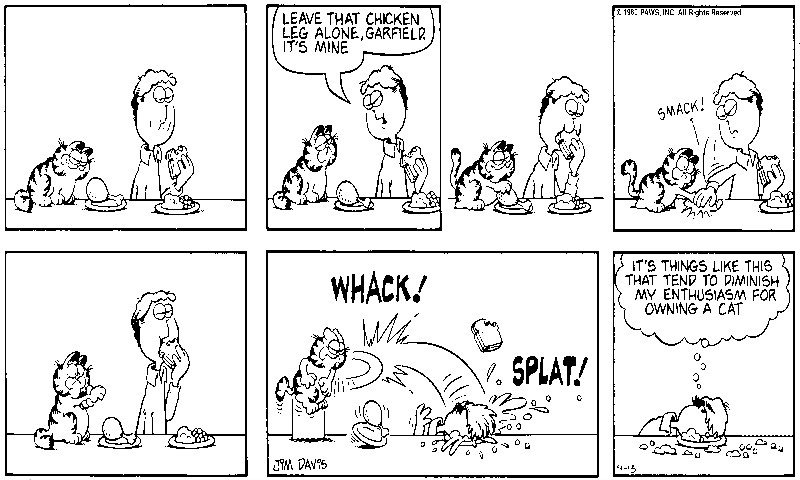 LEAVE THAT CHICKEN
LEG ALONE, GARFIELD.
IT'S MINE
© 1980 PAWS, INC. All Rights Reserved
SMACK!
WHACK!
SPLAT!
JIM DAVIS
IT'S THINGS LIKE THIS
THAT TEND TO DIMINISH
MY ENTHUSIASM FOR
OWNING A CAT
4-13